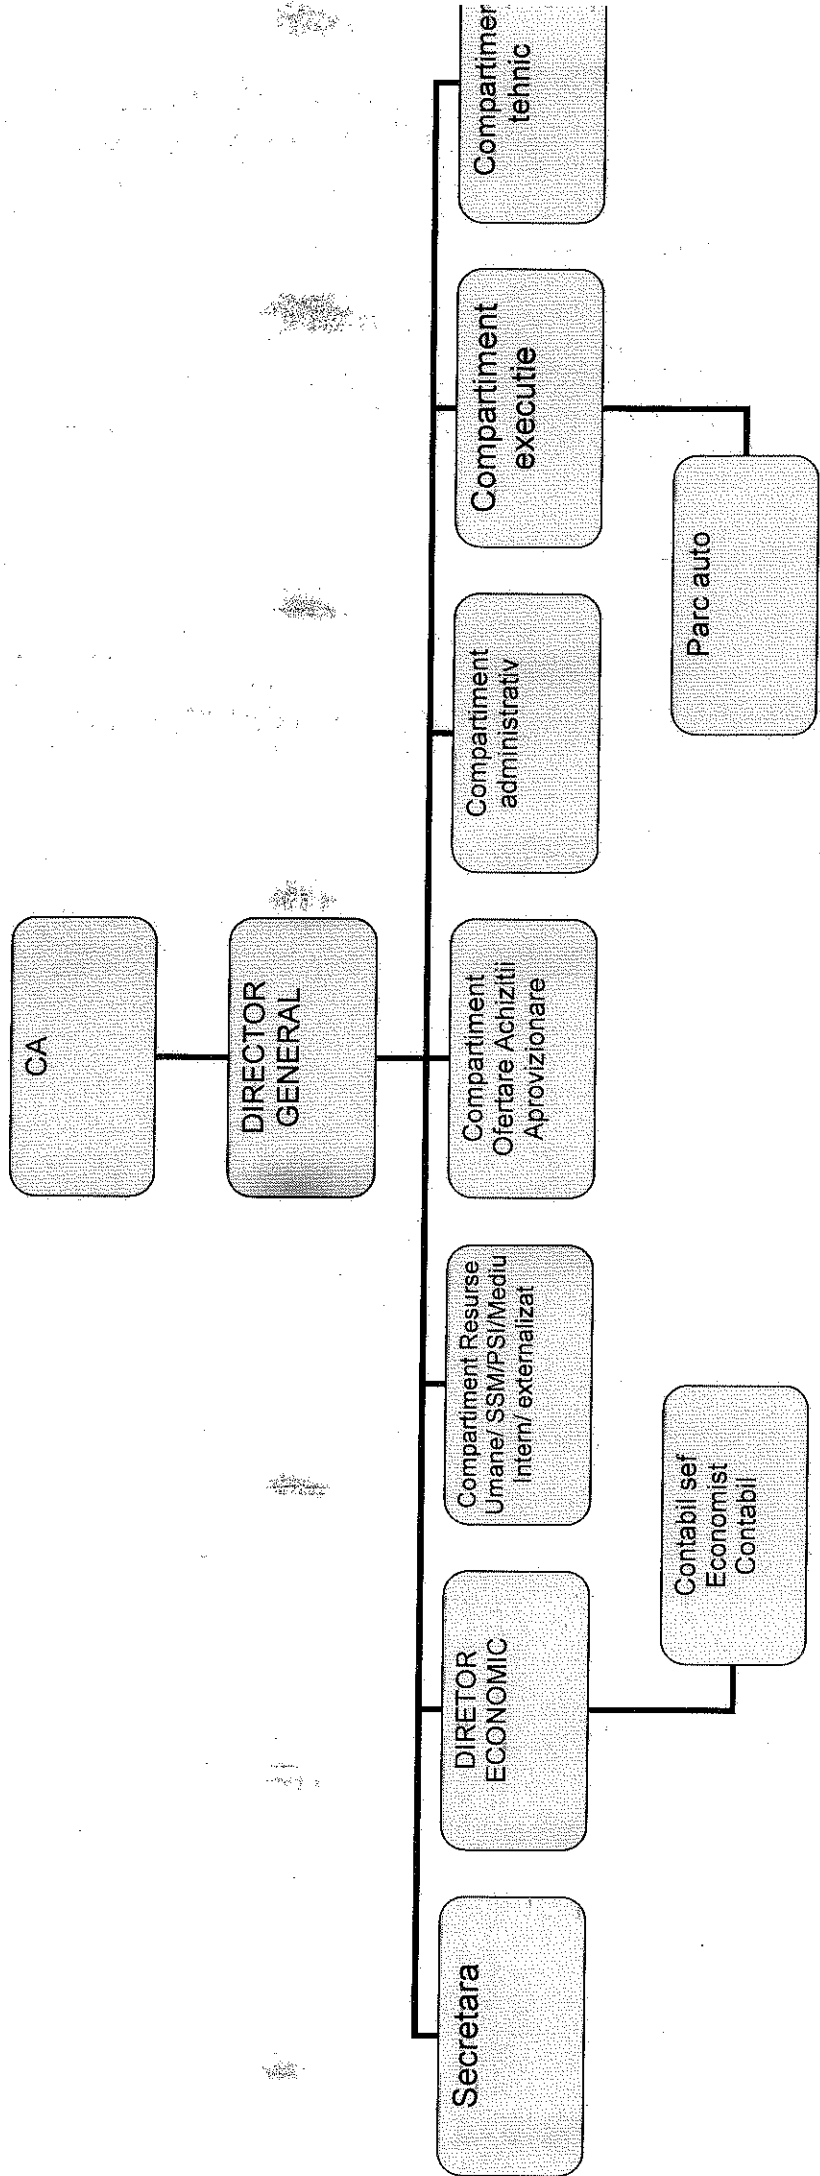 CA
DIRECTOR
GENERAL
Secretara
DIRETOR
ECONOMIC
Compartiment Resurse
Umane/ SSM/PSI/Mediu
Intern/ externalizat
Compartiment
Ofertare Achizitii
Aprovizionare
Compartiment
administrativ
Compartiment
executie
Compartimen
tehnic
Contabil sef
Economist
Contabil
Parc auto